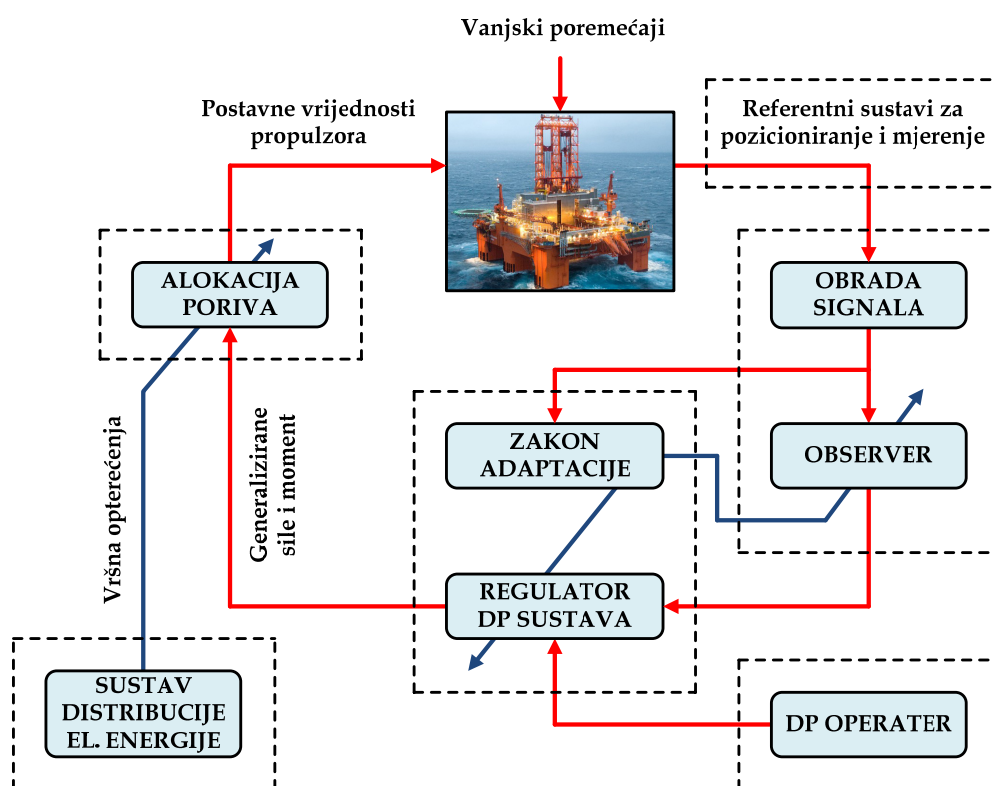 Vanjski poremećaji
Postavne vrijednosti
propulzora
Referentni sustavi za
pozicioniranje i mjerenje
ALOKACIJA
PORIVA
OBRADA
SIGNALA
ZAKON
ADAPTACIJE
OBSERVER
Vršna opterećenja
Generalizirane
sile i moment
REGULATOR
DP SUSTAVA
SUSTAV
DISTRIBUCIJE
EL. ENERGIJE
DP OPERATER